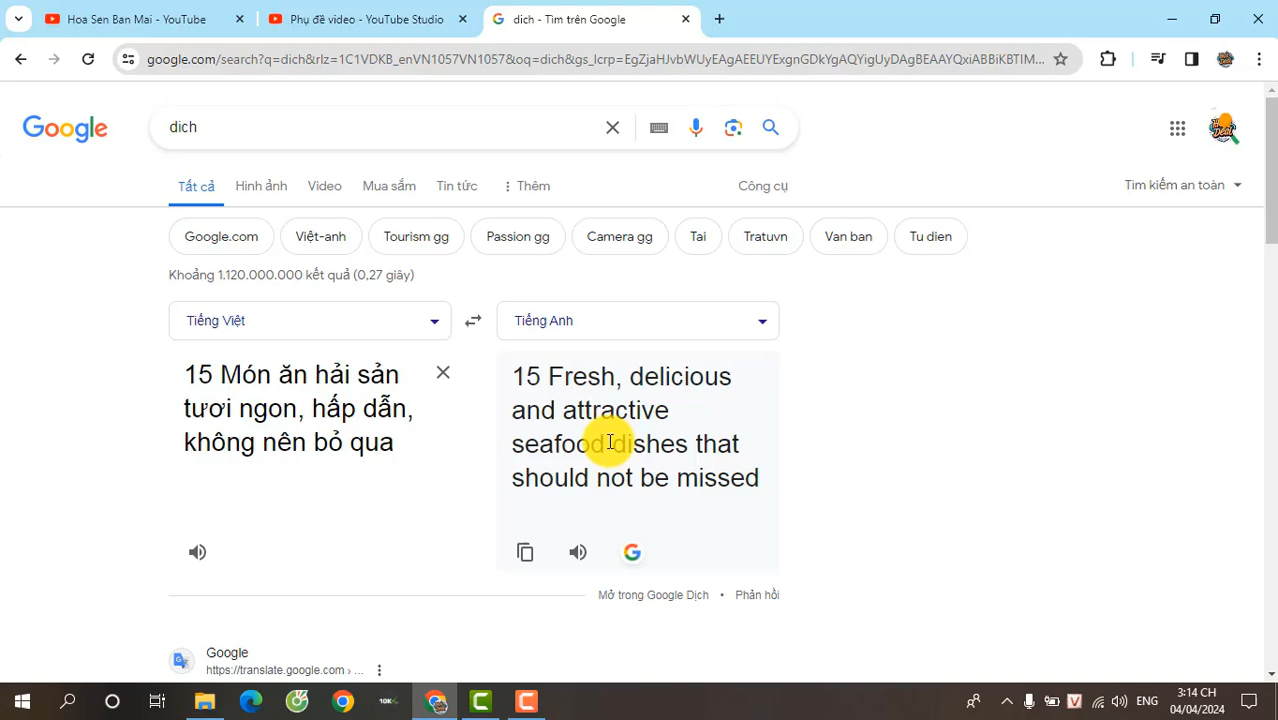 Hoa Sen Ban Mai - YouTube
Phụ đề video - YouTube Studio
dich - Tìm trên Google
google.com/search?q=dich&rlz=1C1VDKB_enVN1057VN1057&oq=dich&gs_lcrp=EgZjaHJvbWUyEAgAEEUYExgnGDkYgAQYigUyDAgBEAAYQxiABBiKBTIM...
Google
dich
Tất cả
Hình ảnh
Video
Mua sắm
Tin tức
Thêm
Công cụ
Tìm kiếm an toàn
Google.com
Việt-anh
Tourism gg
Passion gg
Camera gg
Tai
Tratuvn
Van ban
Tu dien
Khoảng 1.120.000.000 kết quả (0,27 giây)
Tiếng Việt
Tiếng Anh
15 Món ăn hải sản
tươi ngon, hấp dẫn,
không nên bỏ qua
15 Fresh, delicious
and attractive
seafood dishes that
should not be missed
Mở trong Google Dịch • Phản hồi
Google
https://translate.google.com › ...
10K
ENG
3:14 CH
04/04/2024